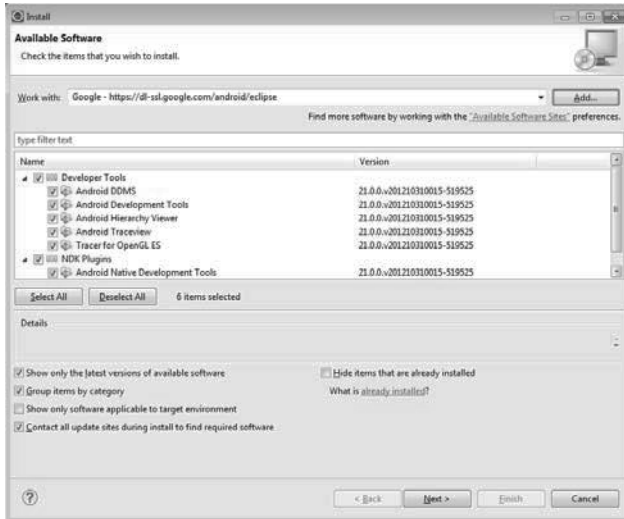 Install
Available Software
Check the items that you wish to install.
Work with: Google - https://dl-ssl.google.com/android/eclipse Add...
Find more software by working with the "Available Software Sites" preferences.
type filter text
Name Version
Developer Tools
Android DDMS 21.0.0.v201210310015-519525
Android Development Tools 21.0.0.v201210310015-519525
Android Hierarchy Viewer 21.0.0.v201210310015-519525
Android Traceview 21.0.0.v201210310015-519525
Tracer for OpenGL ES 21.0.0.v201210310015-519525
NDK Plugins
Android Native Development Tools 21.0.0.v201210310015-519525
Select All Deselect All 6 items selected
Details
Show only the latest versions of available software Hide items that are already installed
Group items by category What is already installed?
Show only software applicable to target environment
Contact all update sites during install to find required software
? < Back Next > Finish Cancel